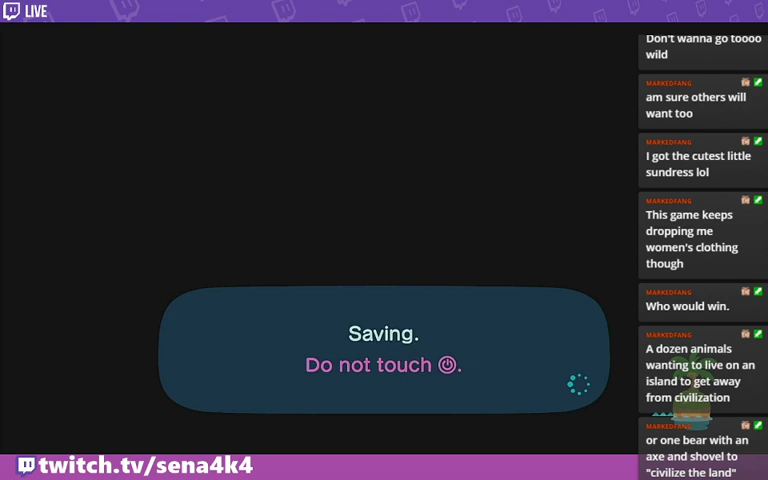 LIVE
Don't wanna go toooo
wild
MARKEDFANG
am sure others will
want too
MARKEDFANG
I got the cutest little
sundress lol
MARKEDFANG
This game keeps
dropping me
women's clothing
though
MARKEDFANG
Who would win.
MARKEDFANG
A dozen animals
wanting to live on an
island to get away
from civilization
MARKEDFANG
or one bear with an
axe and shovel to
"civilize the land"
Saving.
Do not touch ⏻.
twitch.tv/sena4k4